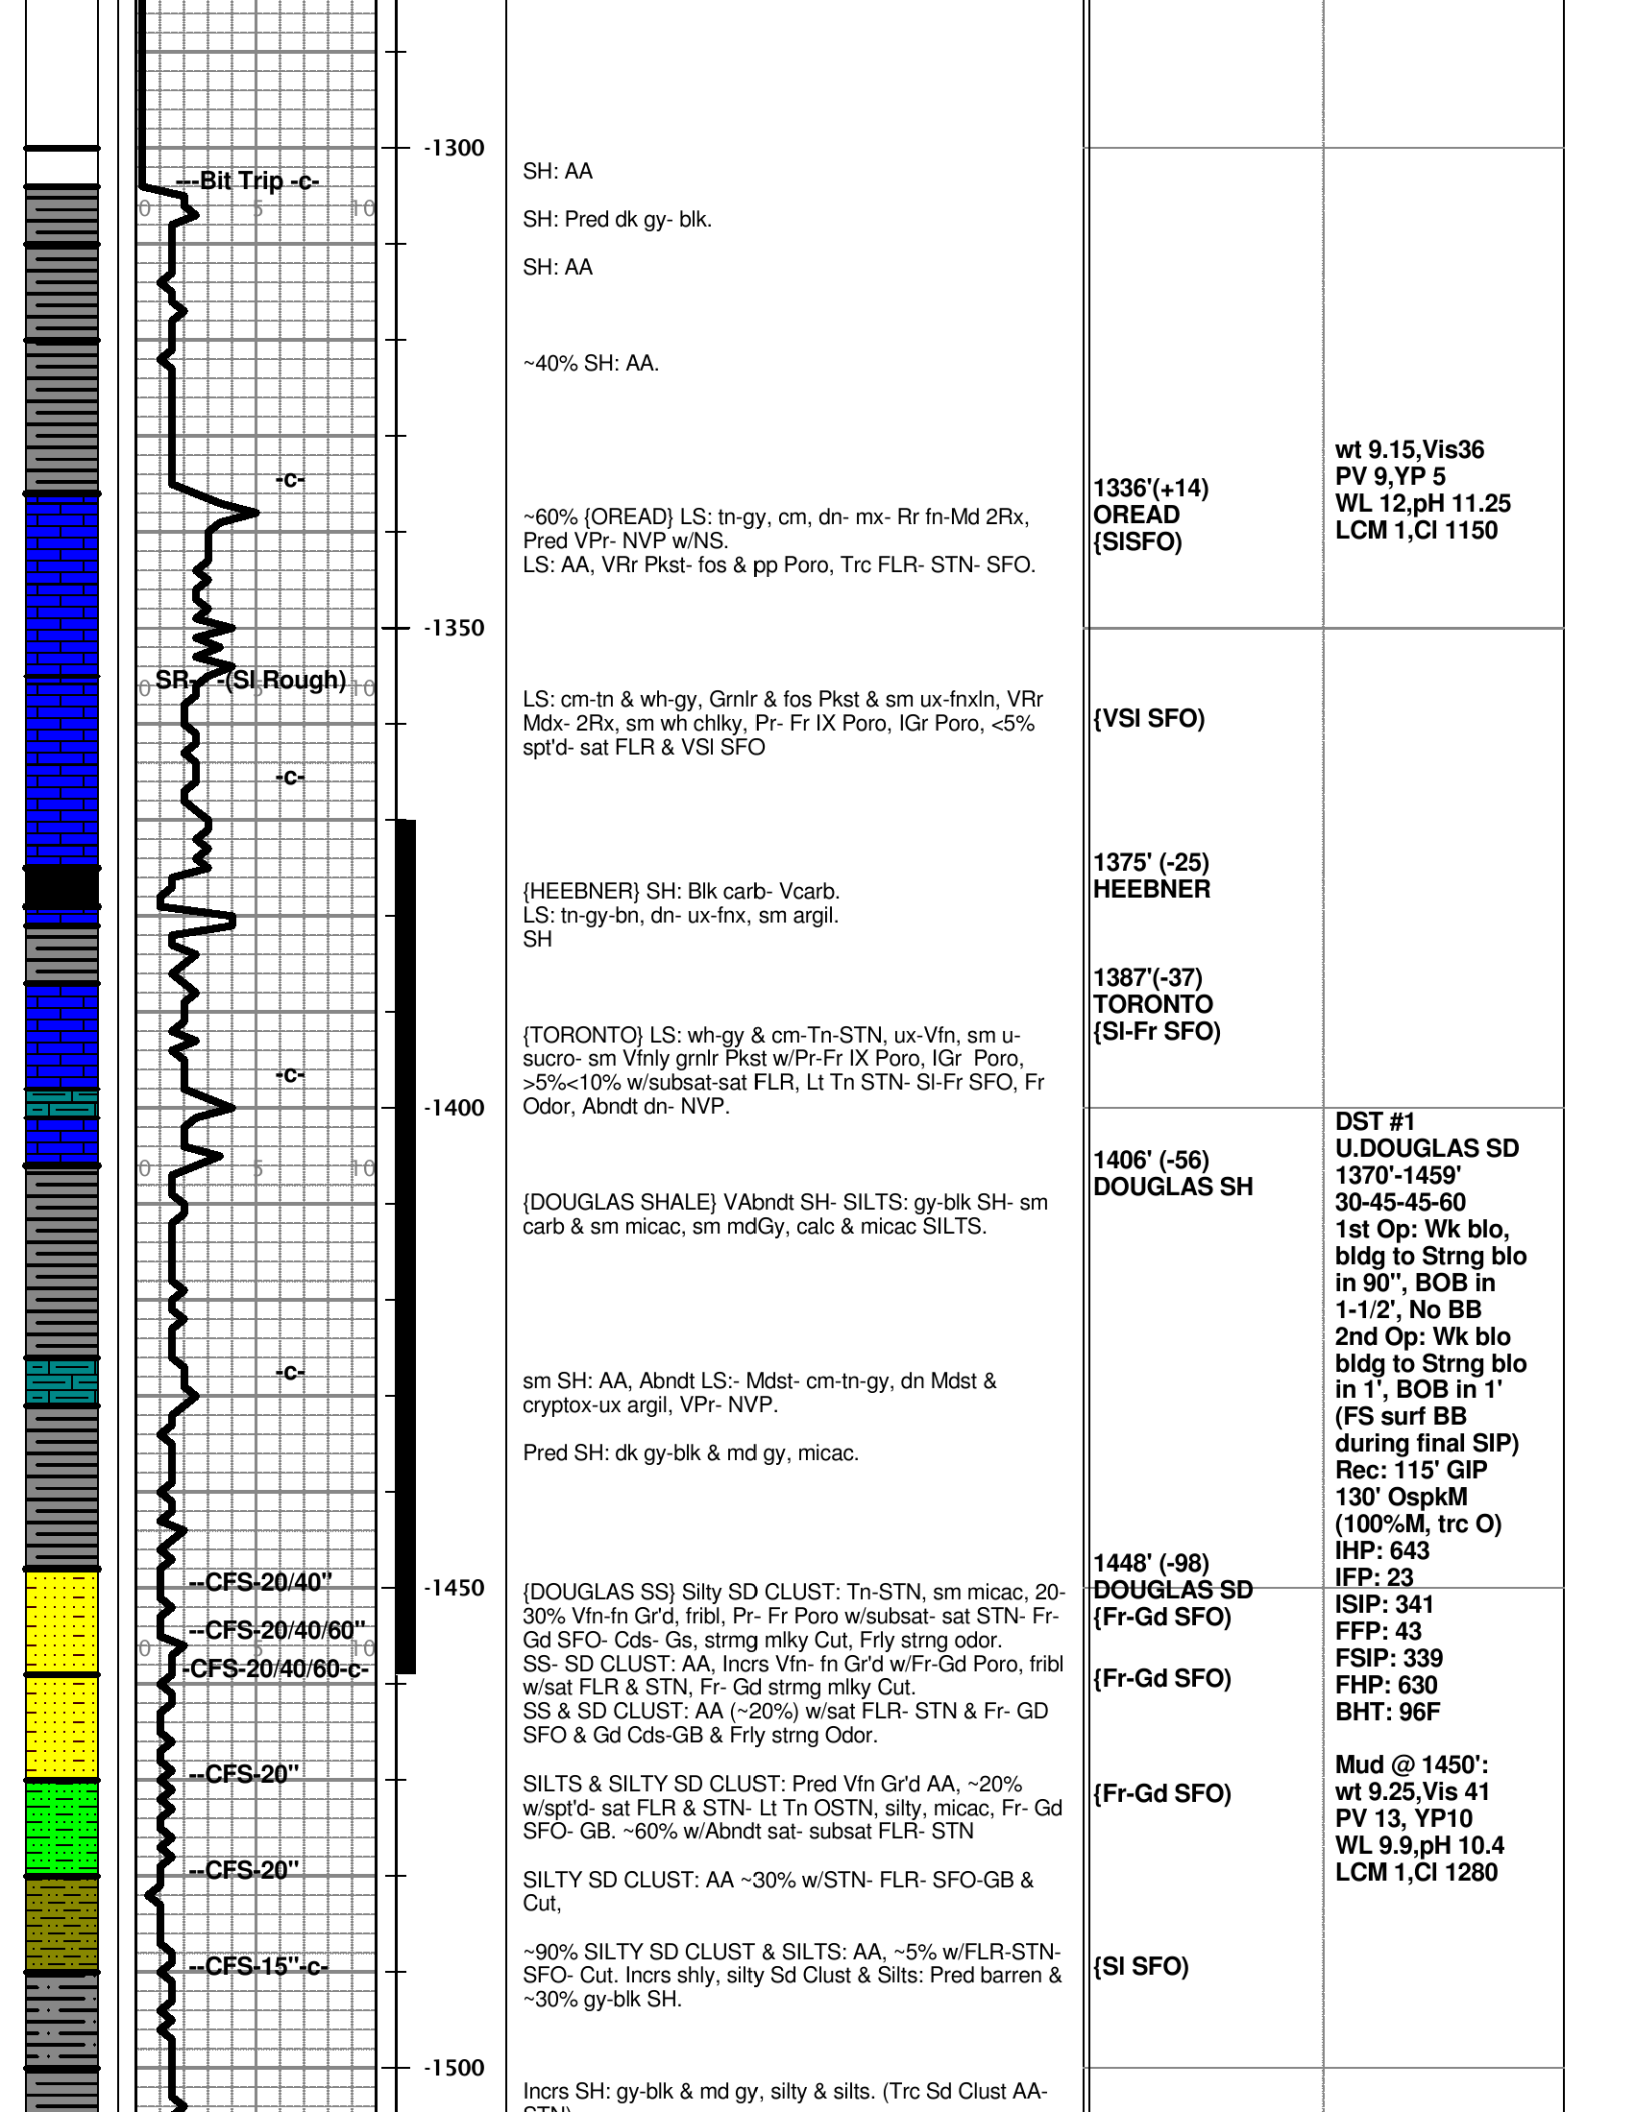 -1300
---Bit Trip -c-
0 5 10
SH: AA
SH: Pred dk gy- blk.
SH: AA
~40% SH: AA.
-c-
~60% {OREAD} LS: tn-gy, cm, dn- mx- Rr fn-Md 2Rx,
Pred VPr- NVP w/NS.
LS: AA, VRr Pkst- fos & pp Poro, Trc FLR- STN- SFO.
1336'(+14)
OREAD
{SISFO)
wt 9.15,Vis36
PV 9,YP 5
WL 12,pH 11.25
LCM 1,Cl 1150
-1350
SR- -(Sl Rough)
0 5 10
LS: cm-tn & wh-gy, Grnlr & fos Pkst & sm ux-fnxln, VRr
Mdx- 2Rx, sm wh chlky, Pr- Fr IX Poro, IGr Poro, <5%
spt'd- sat FLR & VSl SFO
{VSl SFO)
-c-
1375' (-25)
HEEBNER
{HEEBNER} SH: Blk carb- Vcarb.
LS: tn-gy-bn, dn- ux-fnx, sm argil.
SH
1387'(-37)
TORONTO
{Sl-Fr SFO)
{TORONTO} LS: wh-gy & cm-Tn-STN, ux-Vfn, sm u-
sucro- sm Vfnly grnlr Pkst w/Pr-Fr IX Poro, IGr Poro,
>5%<10% w/subsat-sat FLR, Lt Tn STN- Sl-Fr SFO, Fr
Odor, Abndt dn- NVP.
-c-
-1400
0 5 10
1406' (-56)
DOUGLAS SH
{DOUGLAS SHALE} VAbndt SH- SILTS: gy-blk SH- sm
carb & sm micac, sm mdGy, calc & micac SILTS.
-c-
sm SH: AA, Abndt LS:- Mdst- cm-tn-gy, dn Mdst &
cryptox-ux argil, VPr- NVP.
Pred SH: dk gy-blk & md gy, micac.
DST #1
U.DOUGLAS SD
1370'-1459'
30-45-45-60
1st Op: Wk blo,
bldg to Strng blo
in 90", BOB in
1-1/2', No BB
2nd Op: Wk blo
bldg to Strng blo
in 1', BOB in 1'
(FS surf BB
during final SIP)
Rec: 115' GIP
130' OspkM
(100%M, trc O)
IHP: 643
IFP: 23
ISIP: 341
FFP: 43
FSIP: 339
FHP: 630
BHT: 96F
1448' (-98)
DOUGLAS SD
{Fr-Gd SFO)
--CFS-20/40"
-1450
--CFS-20/40/60"
0 5 10
-CFS-20/40/60-c-
{DOUGLAS SS} Silty SD CLUST: Tn-STN, sm micac, 20-
30% Vfn-fn Gr'd, fribl, Pr- Fr Poro w/subsat- sat STN- Fr-
Gd SFO- Cds- Gs, strmg mlky Cut, Frly strng odor.
SS- SD CLUST: AA, Incrs Vfn- fn Gr'd w/Fr-Gd Poro, fribl
w/sat FLR & STN, Fr- Gd strmg mlky Cut.
SS & SD CLUST: AA (~20%) w/sat FLR- STN & Fr- GD
SFO & Gd Cds-GB & Frly strng Odor.
{Fr-Gd SFO)
--CFS-20"
SILTS & SILTY SD CLUST: Pred Vfn Gr'd AA, ~20%
w/spt'd- sat FLR & STN- Lt Tn OSTN, silty, micac, Fr- Gd
SFO- GB. ~60% w/Abndt sat- subsat FLR- STN
{Fr-Gd SFO)
Mud @ 1450':
wt 9.25,Vis 41
PV 13, YP10
WL 9.9,pH 10.4
LCM 1,Cl 1280
--CFS-20"
SILTY SD CLUST: AA ~30% w/STN- FLR- SFO-GB &
Cut,
--CFS-15"-c-
~90% SILTY SD CLUST & SILTS: AA, ~5% w/FLR-STN-
SFO- Cut. Incrs shly, silty Sd Clust & Silts: Pred barren &
~30% gy-blk SH.
{Sl SFO)
-1500
Incrs SH: gy-blk & md gy, silty & silts. (Trc Sd Clust AA-